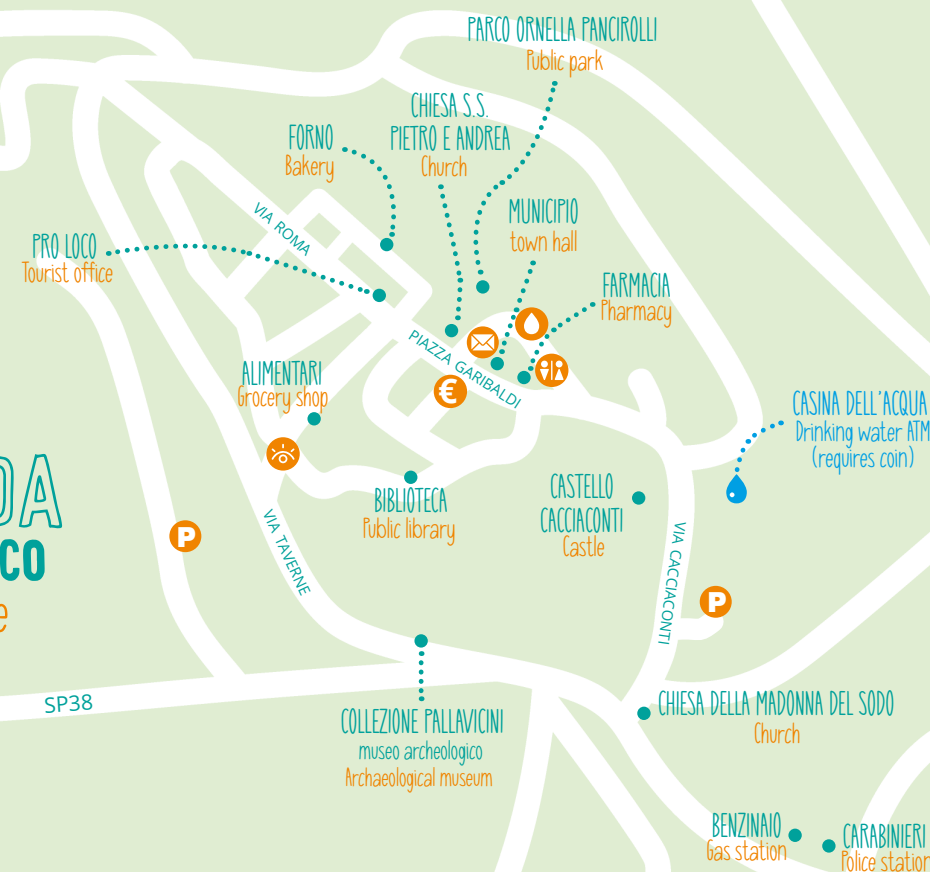 PARCO ORNELLA PANCIROLLI
Public park
CHIESA S.S.
PIETRO E ANDREA
Church
FORNO
Bakery
MUNICIPIO
town hall
VIA ROMA
PRO LOCO
Tourist office
FARMACIA
Pharmacy
PIAZZA GARIBALDI
€
ALIMENTARI
Grocery shop
CASINA DELL'ACQUA
Drinking water ATM
(requires coin)
BIBLIOTECA
Public library
CASTELLO
CACCIACONTI
Castle
DA
CO
e
P
VIA TAVERNE
VIA CACCIACONTI
P
SP38
CHIESA DELLA MADONNA DEL SODO
Church
COLLEZIONE PALLAVICINI
museo archeologico
Archaeological museum
BENZINAIO
Gas station
CARABINIERI
Police station